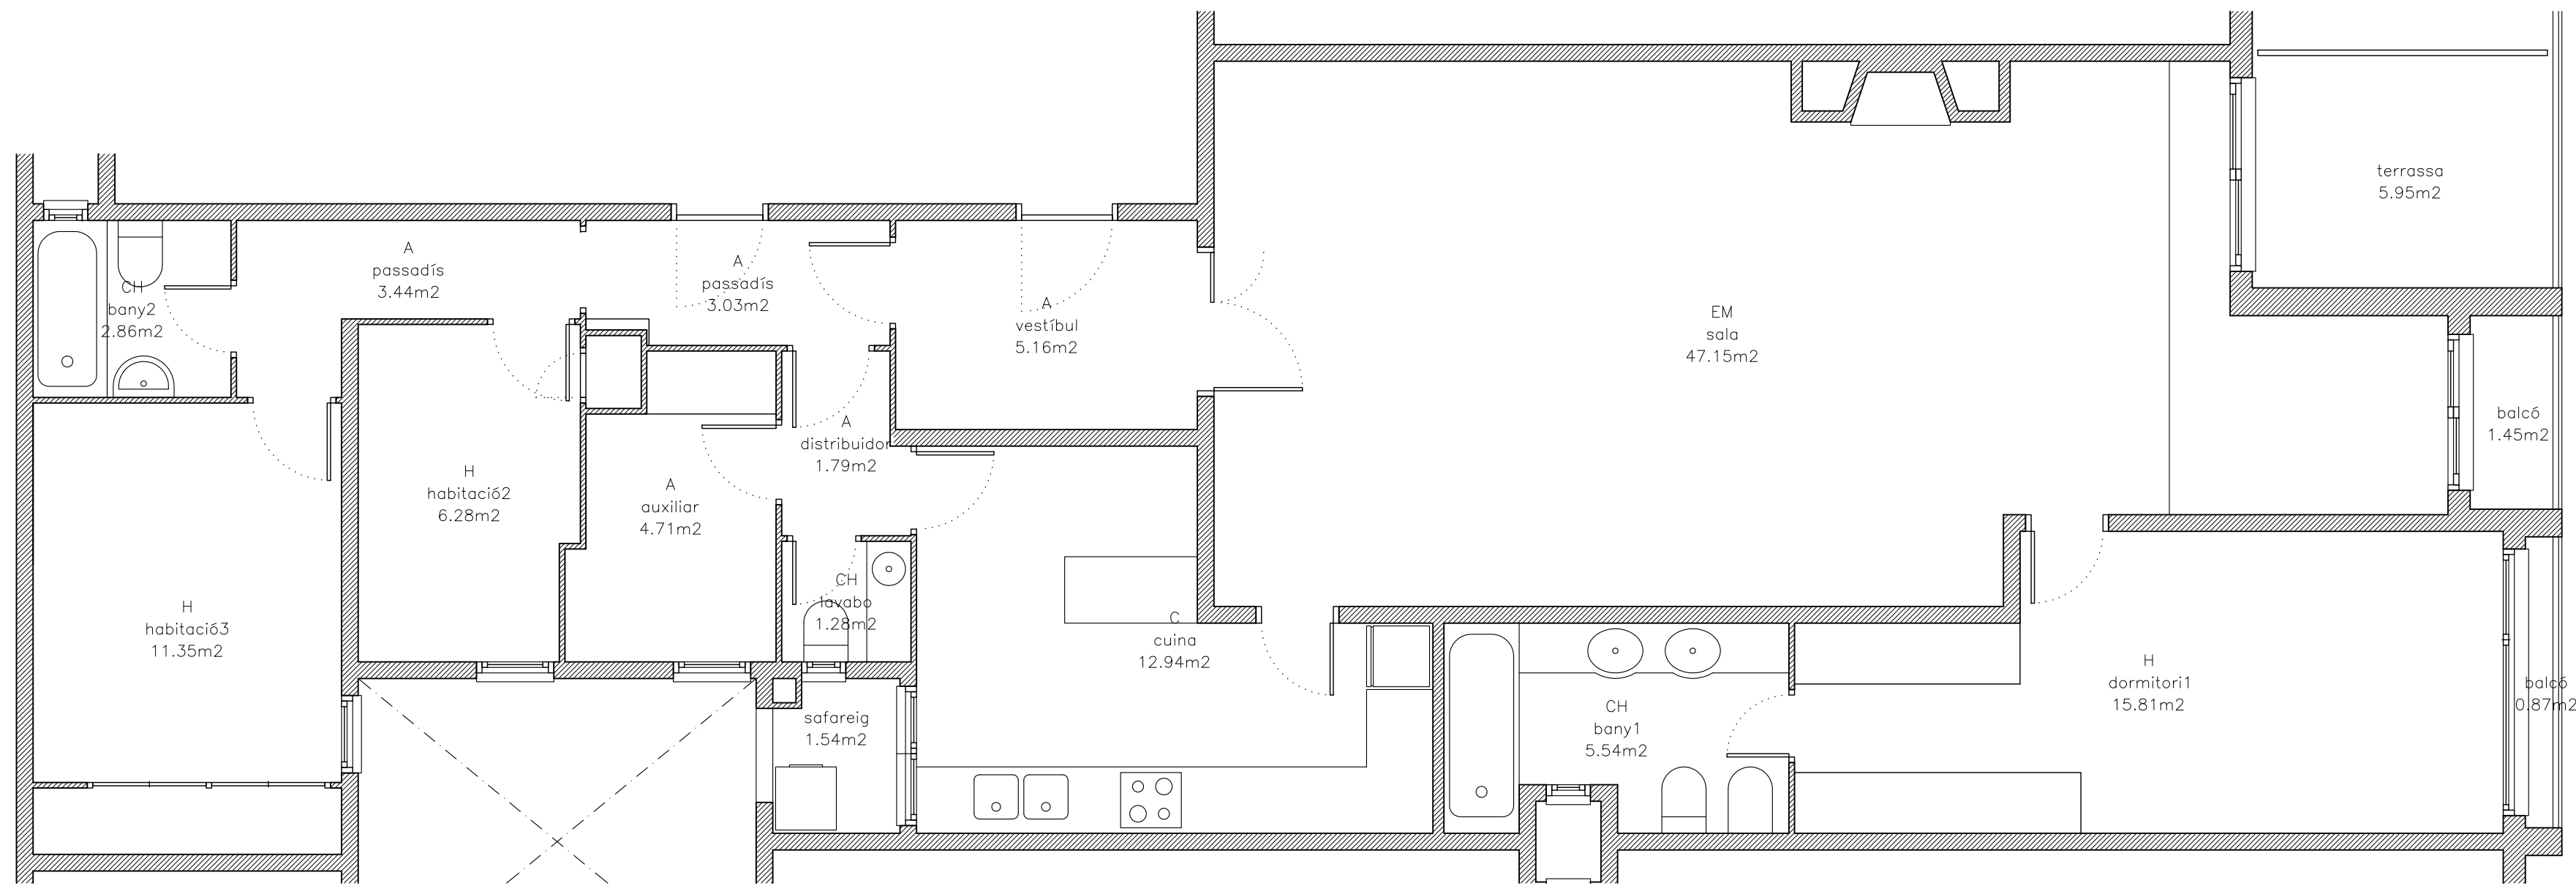 A
passadís
3.44m2
CH
bany2
2.86m2
A
passadís
3.03m2
A
vestíbul
5.16m2
EM
sala
47.15m2
terrassa
5.95m2
balcó
1.45m2
A
distribuidor
1.79m2
H
habitació2
6.28m2
A
auxiliar
4.71m2
H
habitació3
11.35m2
CH
lavabo
1.28m2
C
cuina
12.94m2
safareig
1.54m2
CH
bany1
5.54m2
H
dormitori1
15.81m2
balcó
0.87m2